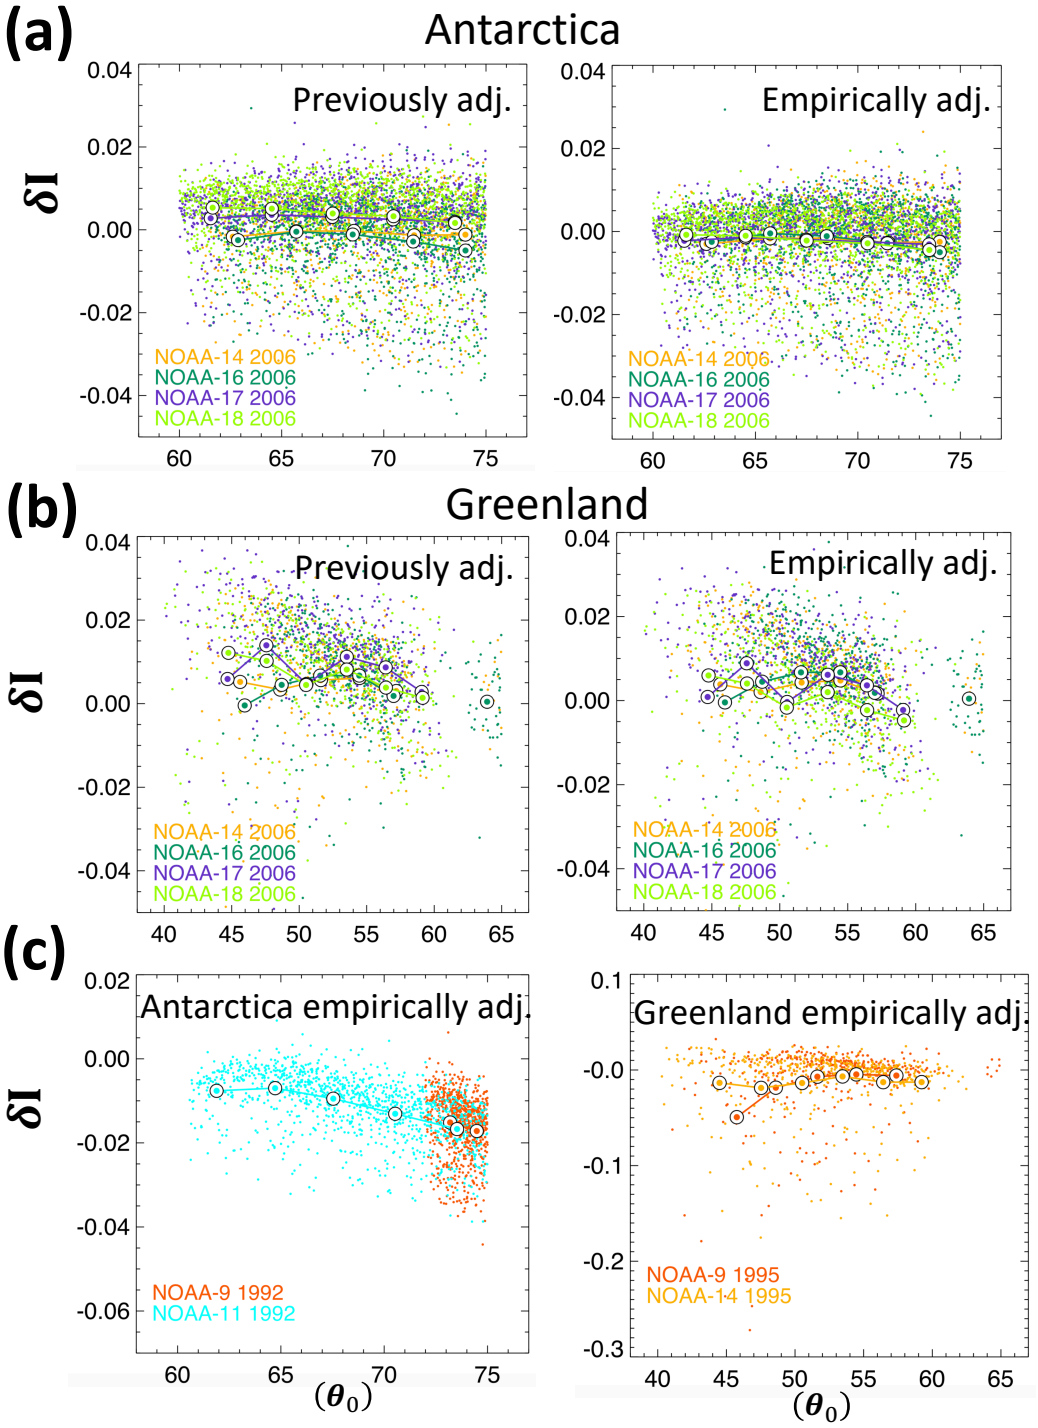 (a)
Antarctica
Previously adj.
Empirically adj.
δI
0.04
0.02
0.00
-0.02
-0.04
NOAA-14 2006
NOAA-16 2006
NOAA-17 2006
NOAA-18 2006
60 65 70 75
0.04
0.02
0.00
-0.02
-0.04
NOAA-14 2006
NOAA-16 2006
NOAA-17 2006
NOAA-18 2006
60 65 70 75
(b)
Greenland
Previously adj.
Empirically adj.
δI
0.04
0.02
0.00
-0.02
-0.04
NOAA-14 2006
NOAA-16 2006
NOAA-17 2006
NOAA-18 2006
40 45 50 55 60 65
0.04
0.02
0.00
-0.02
-0.04
NOAA-14 2006
NOAA-16 2006
NOAA-17 2006
NOAA-18 2006
40 45 50 55 60 65
(c)
Antarctica empirically adj.
Greenland empirically adj.
δI
0.02
0.00
-0.02
-0.04
-0.06
NOAA-9 1992
NOAA-11 1992
60 65 70 75
(θ₀)
0.1
-0.0
-0.1
-0.2
-0.3
NOAA-9 1995
NOAA-14 1995
40 45 50 55 60 65
(θ₀)